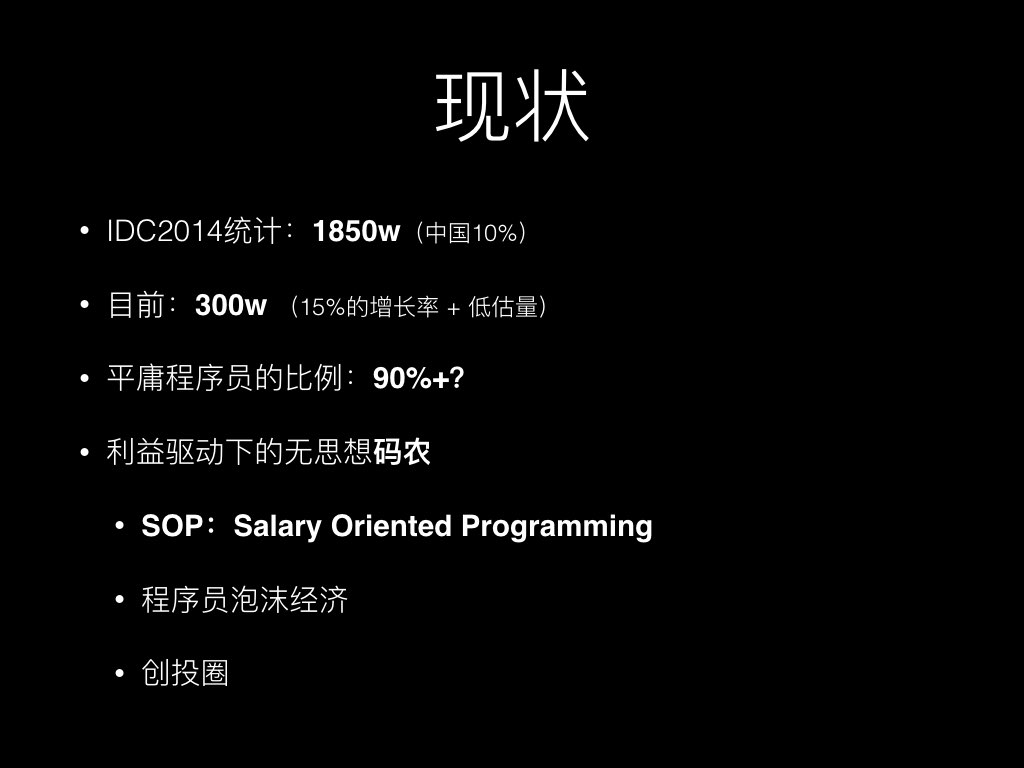 现状
• IDC2014统计：1850w（中国10%）
• 目前：300w （15%的增长率 + 低估量）
• 平庸程序员的比例：90%+？
• 利益驱动下的无思想码农
• SOP：Salary Oriented Programming
• 程序员泡沫经济
• 创投圈